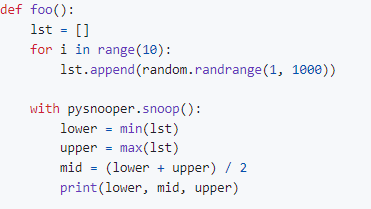 def foo():
    lst = []
    for i in range(10):
        lst.append(random.randrange(1, 1000))

    with pysnooper.snoop():
        lower = min(lst)
        upper = max(lst)
        mid = (lower + upper) / 2
        print(lower, mid, upper)